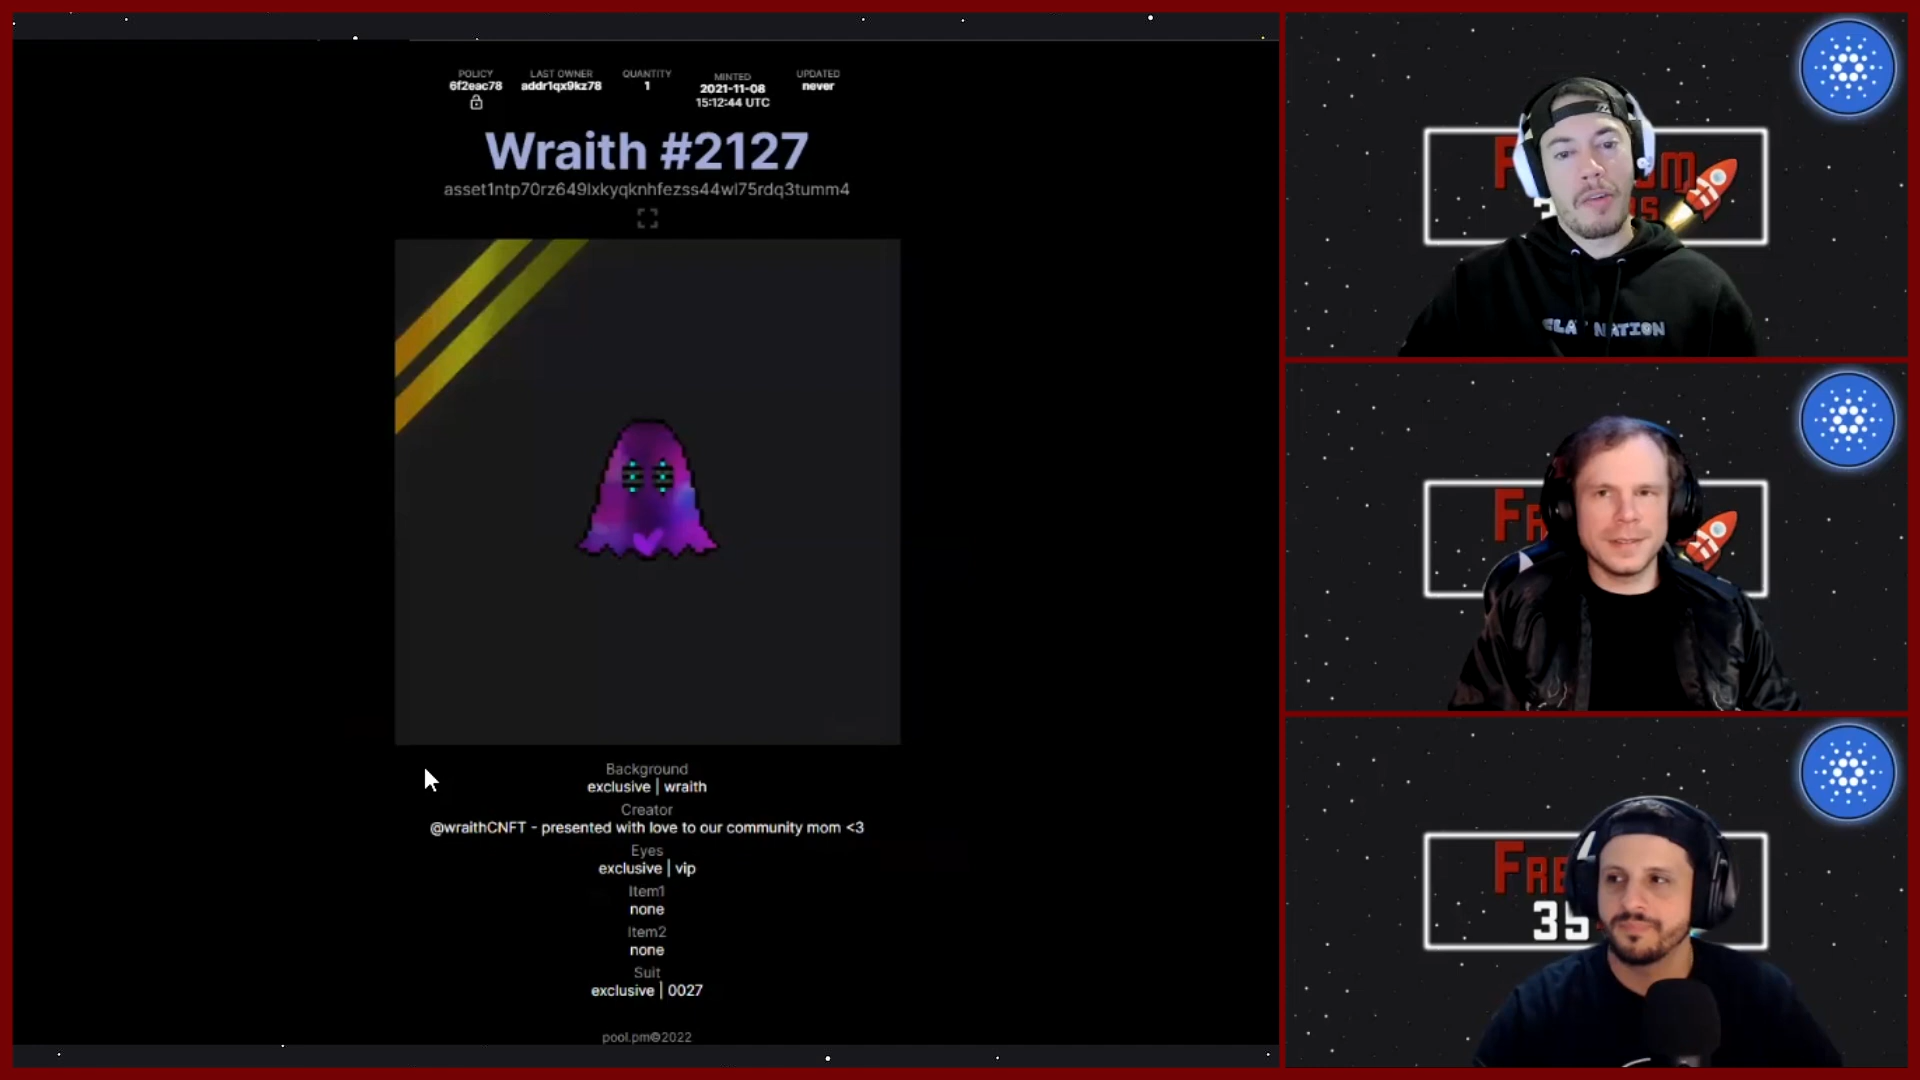 POLICY
6f2eac78
LAST OWNER
addr1qx9kz78
QUANTITY
1
MINTED
2021-11-08
15:12:44 UTC
UPDATED
never
Wraith #2127
asset1ntp70rz649lxkyqknhfezss44wl75rdq3tumm4
Background
exclusive | wraith
Creator
@wraithCNFT - presented with love to our community mom <3
Eyes
exclusive | vip
Item1
none
Item2
none
Suit
exclusive | 0027
pool.pm©2022
NATION
35